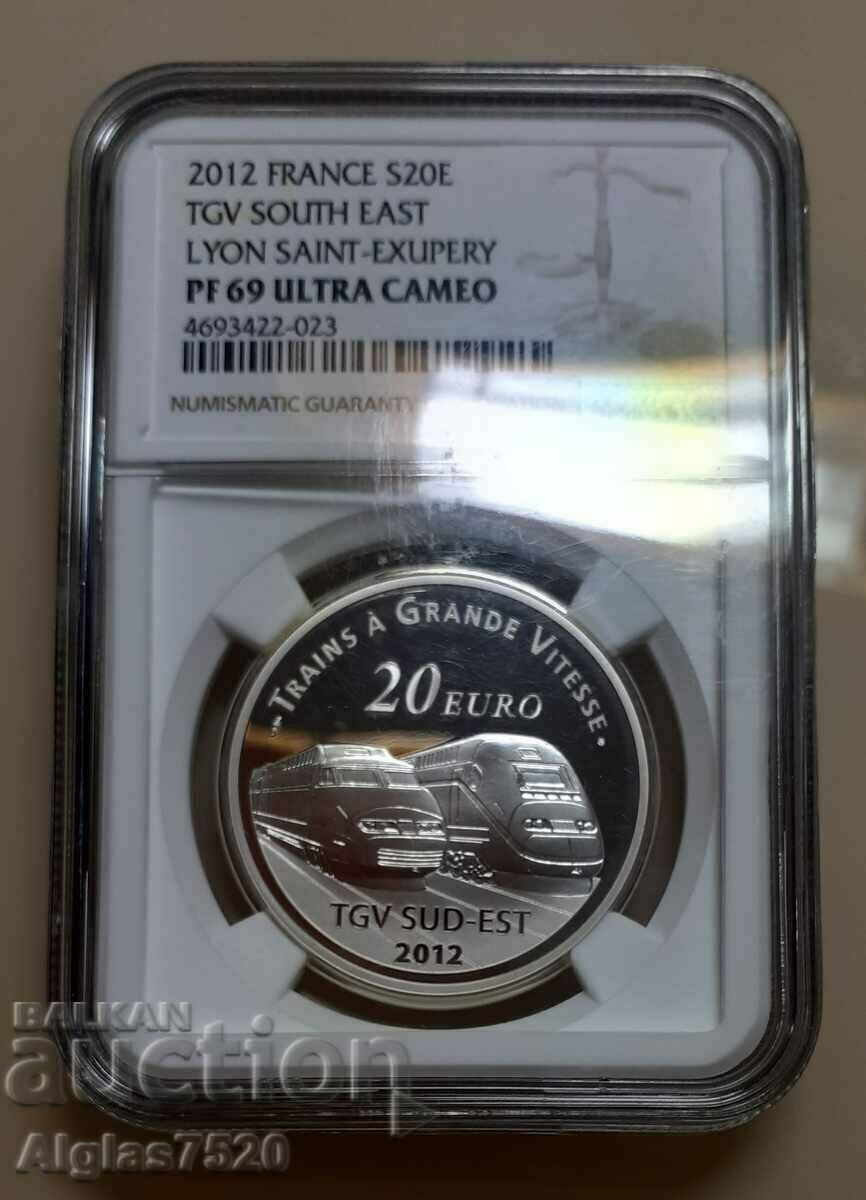 2012 FRANCE S20E
TGV SOUTH EAST
LYON SAINT-EXUPERY
PF 69 ULTRA CAMEO
4693422-023
NUMISMATIC GUARANTY
• TRAINS À GRANDE VITESSE •
20 EURO
TGV SUD-EST
2012
BALKAN
auction
Alglas7520